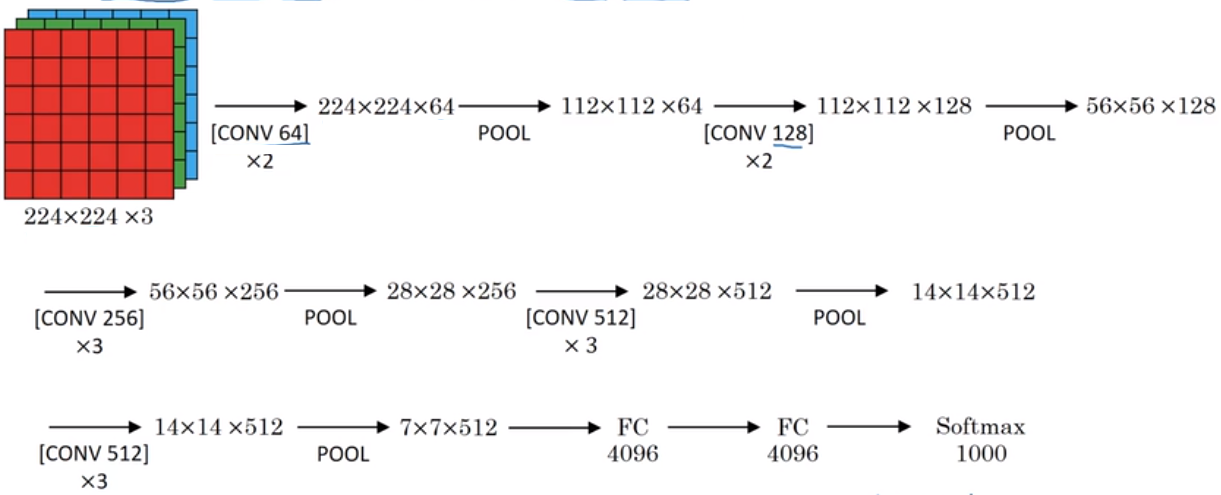 224×224×64 112×112 ×64 112×112 ×128 56×56 ×128
[CONV 64] POOL [CONV 128] POOL
×2 ×2
224×224 ×3
56×56 ×256 28×28 ×256 28×28 ×512 14×14×512
[CONV 256] POOL [CONV 512] POOL
×3 × 3
14×14 ×512 7×7×512 FC FC Softmax
[CONV 512] POOL 4096 4096 1000
×3